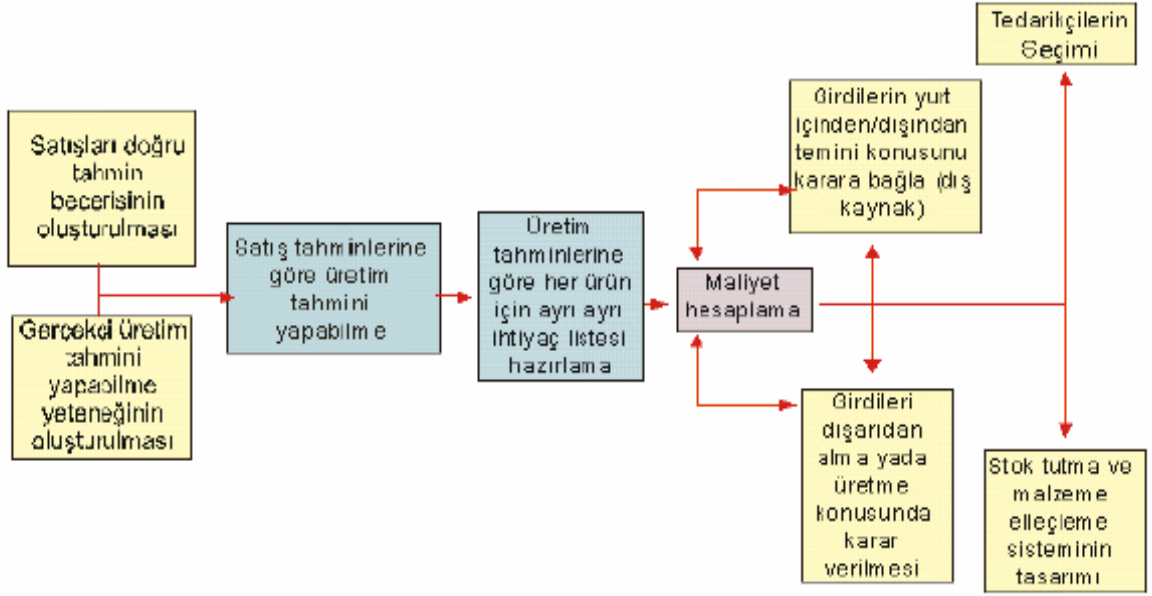 Satışları doğru
tahmin
becerisinin
oluşturulması
Gerçekçi üretim
tahmini
yapabilme
yeteneğinin
oluşturulması
Satış tahminlerine
göre üretim
tahmini
yapabilme
Üretim
tahminlerine
göre her ürün
için ayrı ayrı
ihtiyaç listesi
hazırlama
Maliyet
hesaplama
Girdilerin yurt
içinden/dışından
temini konusunu
karara bağla (dış
kaynak)
Girdileri
dışarıdan
alma yada
üretme
konusunda
karar
verilmesi
Tedarikçilerin
Seçimi
Stok tutma ve
malzeme
elleçleme
sisteminin
tasarımı